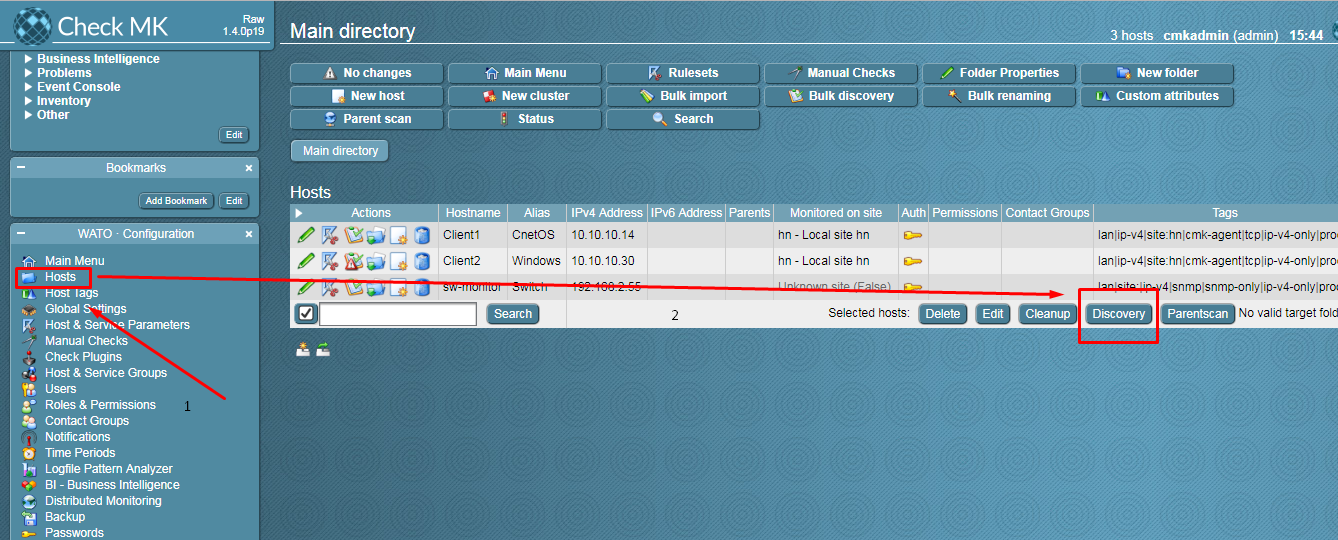 Check MK
Raw
1.4.0p19
Main directory
3 hosts cmkadmin (admin) 15:44
Business Intelligence
Problems
Event Console
Inventory
Other
Edit
Bookmarks
Add Bookmark Edit
WATO · Configuration
Main Menu
Hosts
Host Tags
Global Settings
Host & Service Parameters
Manual Checks
Check Plugins
Host & Service Groups
Users
Roles & Permissions
1
Contact Groups
Notifications
Time Periods
Logfile Pattern Analyzer
BI - Business Intelligence
Distributed Monitoring
Backup
Passwords
No changes Main Menu Rulesets Manual Checks Folder Properties New folder
New host New cluster Bulk import Bulk discovery Bulk renaming Custom attributes
Parent scan Status Search
Main directory
Hosts
Actions Hostname Alias IPv4 Address IPv6 Address Parents Monitored on site Auth Permissions Contact Groups Tags
Client1 CnetOS 10.10.10.14 hn - Local site hn lan|ip-v4|site:hn|cmk-agent|tcp|ip-v4-only|proc
Client2 Windows 10.10.10.30 hn - Local site hn lan|ip-v4|site:hn|cmk-agent|tcp|ip-v4-only|proc
sw-monitor Switch 192.168.2.55 Unknown site (False) lan|site:|ip-v4|snmp|snmp-only|ip-v4-only|proc
Search 2 Selected hosts: Delete Edit Cleanup Discovery Parentscan No valid target fold